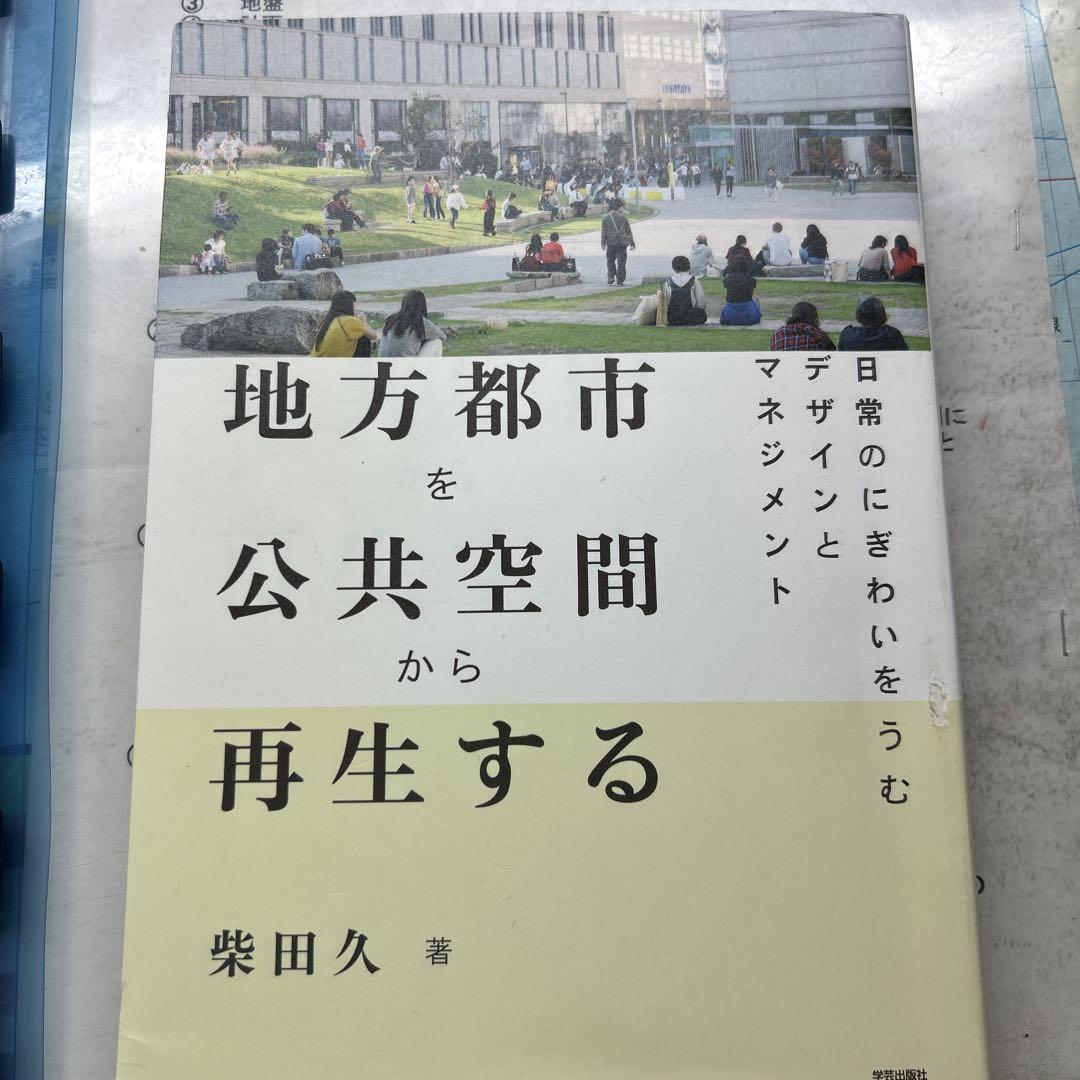 ③ 地盤
地方都市
を
公共空間
から
再生する
日常のにぎわいをうむ
デザインと
マネジメント
柴田久 著
学芸出版社